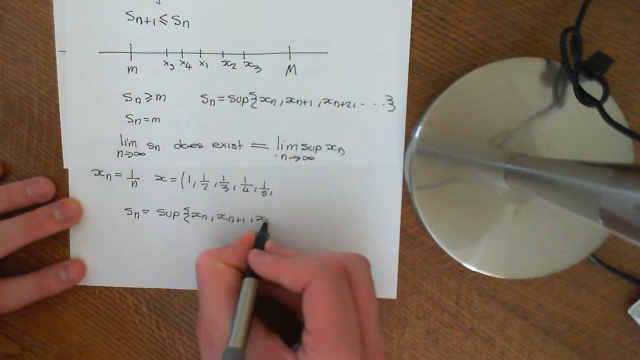 Sn+1 ≤ Sn
m x5 x4 x1 x2 x3 M
Sn ≥ m Sn = sup{xn, xn+1, xn+2, ...}
Sn = m
lim n→∞ Sn does exist = lim sup n→∞ xn
xn = 1/n x = (1, 1/2, 1/3, 1/4, 1/5,
Sn = sup{xn, xn+1, x